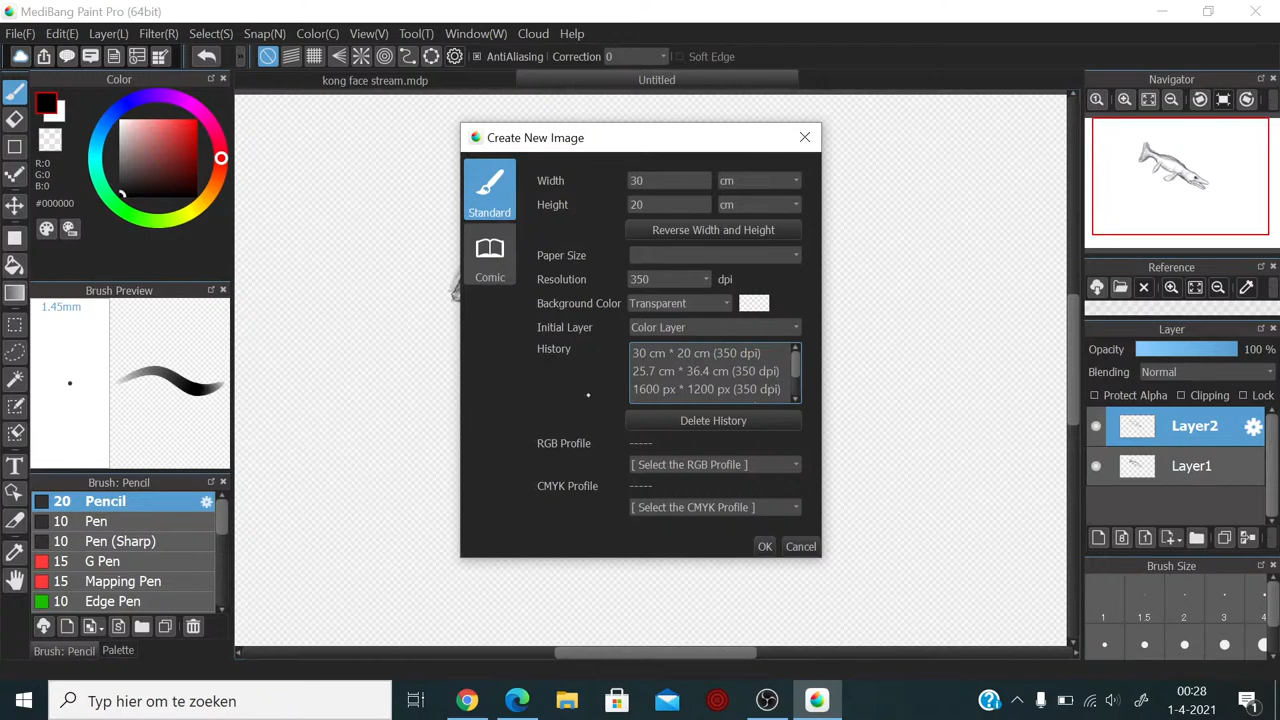 MediBang Paint Pro (64bit)
File(F) Edit(E) Layer(L) Filter(R) Select(S) Snap(N) Color(C) View(V) Tool(T) Window(W) Cloud Help
AntiAliasing Correction 0 Soft Edge
Color
kong face stream.mdp
Untitled
Navigator
R:0
G:0
B:0
#000000
Create New Image
Standard
Comic
Width 30 cm
Height 20 cm
Reverse Width and Height
Paper Size
Resolution 350 dpi
Background Color Transparent
Initial Layer Color Layer
History
30 cm * 20 cm (350 dpi)
25.7 cm * 36.4 cm (350 dpi)
1600 px * 1200 px (350 dpi)
Delete History
RGB Profile -----
[ Select the RGB Profile ]
CMYK Profile -----
[ Select the CMYK Profile ]
OK Cancel
Brush Preview
1.45mm
Brush: Pencil
20 Pencil
10 Pen
10 Pen (Sharp)
15 G Pen
15 Mapping Pen
10 Edge Pen
Brush: Pencil Palette
Reference
Layer
Opacity 100 %
Blending Normal
Protect Alpha Clipping Lock
Layer2
Layer1
Brush Size
1 1.5 2 3 4
Typ hier om te zoeken
00:28
1-4-2021
1